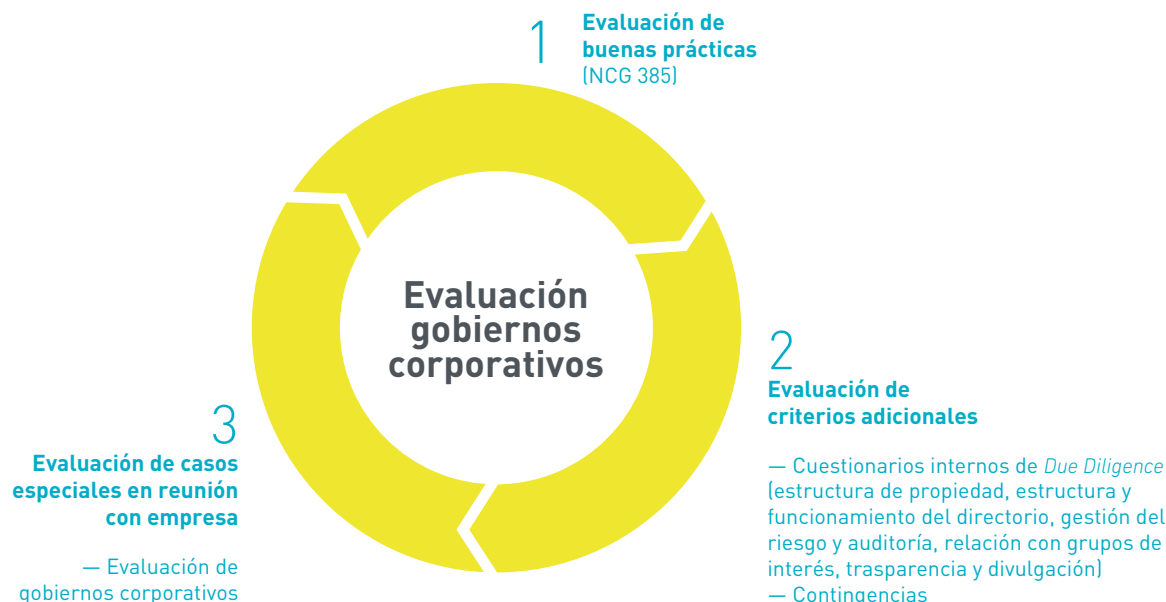 1
Evaluación de
buenas prácticas
(NCG 385)
Evaluación
gobiernos
corporativos
2
Evaluación de
criterios adicionales
— Cuestionarios internos de Due Diligence
(estructura de propiedad, estructura y
funcionamiento del directorio, gestión del
riesgo y auditoría, relación con grupos de
interés, trasparencia y divulgación)
— Contingencias
3
Evaluación de casos
especiales en reunión
con empresa
— Evaluación de
gobiernos corporativos